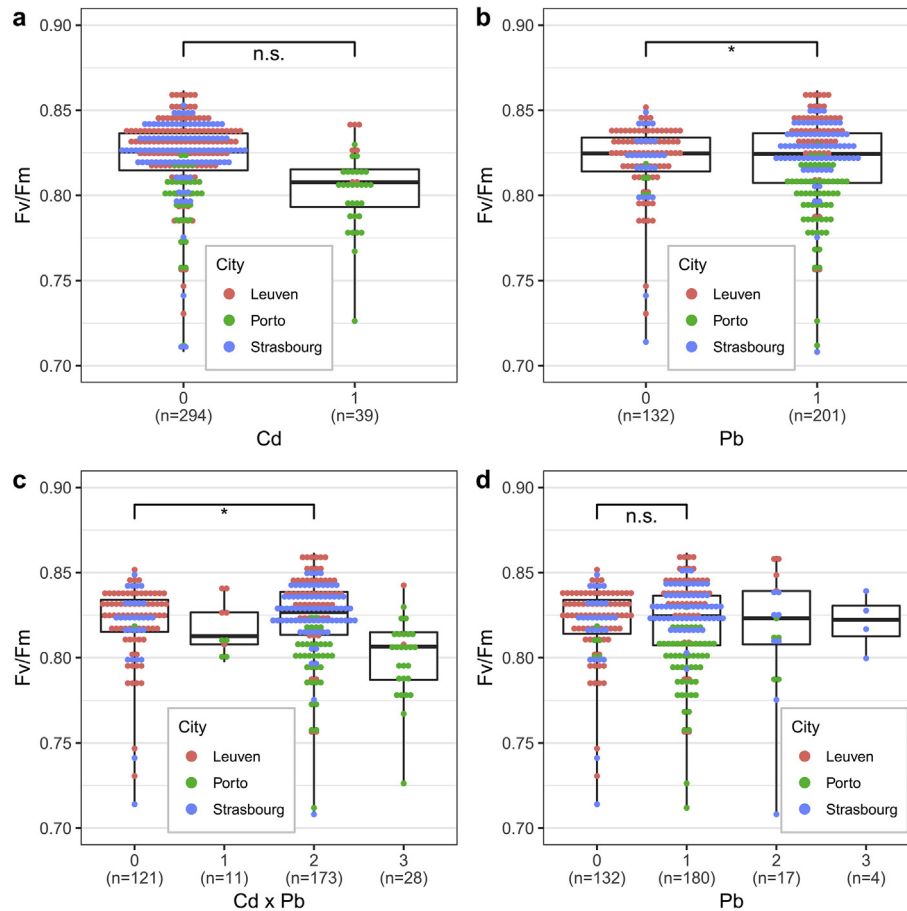 a
0.90
0.85
0.80
0.75
0.70
Fv/Fm
n.s.
City
Leuven
Porto
Strasbourg
0 1
(n=294) (n=39)
Cd
b
0.90
0.85
0.80
0.75
0.70
Fv/Fm
*
City
Leuven
Porto
Strasbourg
0 1
(n=132) (n=201)
Pb
c
0.90
0.85
0.80
0.75
0.70
Fv/Fm
*
City
Leuven
Porto
Strasbourg
0 1 2 3
(n=121) (n=11) (n=173) (n=28)
Cd x Pb
d
0.90
0.85
0.80
0.75
0.70
Fv/Fm
n.s.
City
Leuven
Porto
Strasbourg
0 1 2 3
(n=132) (n=180) (n=17) (n=4)
Pb